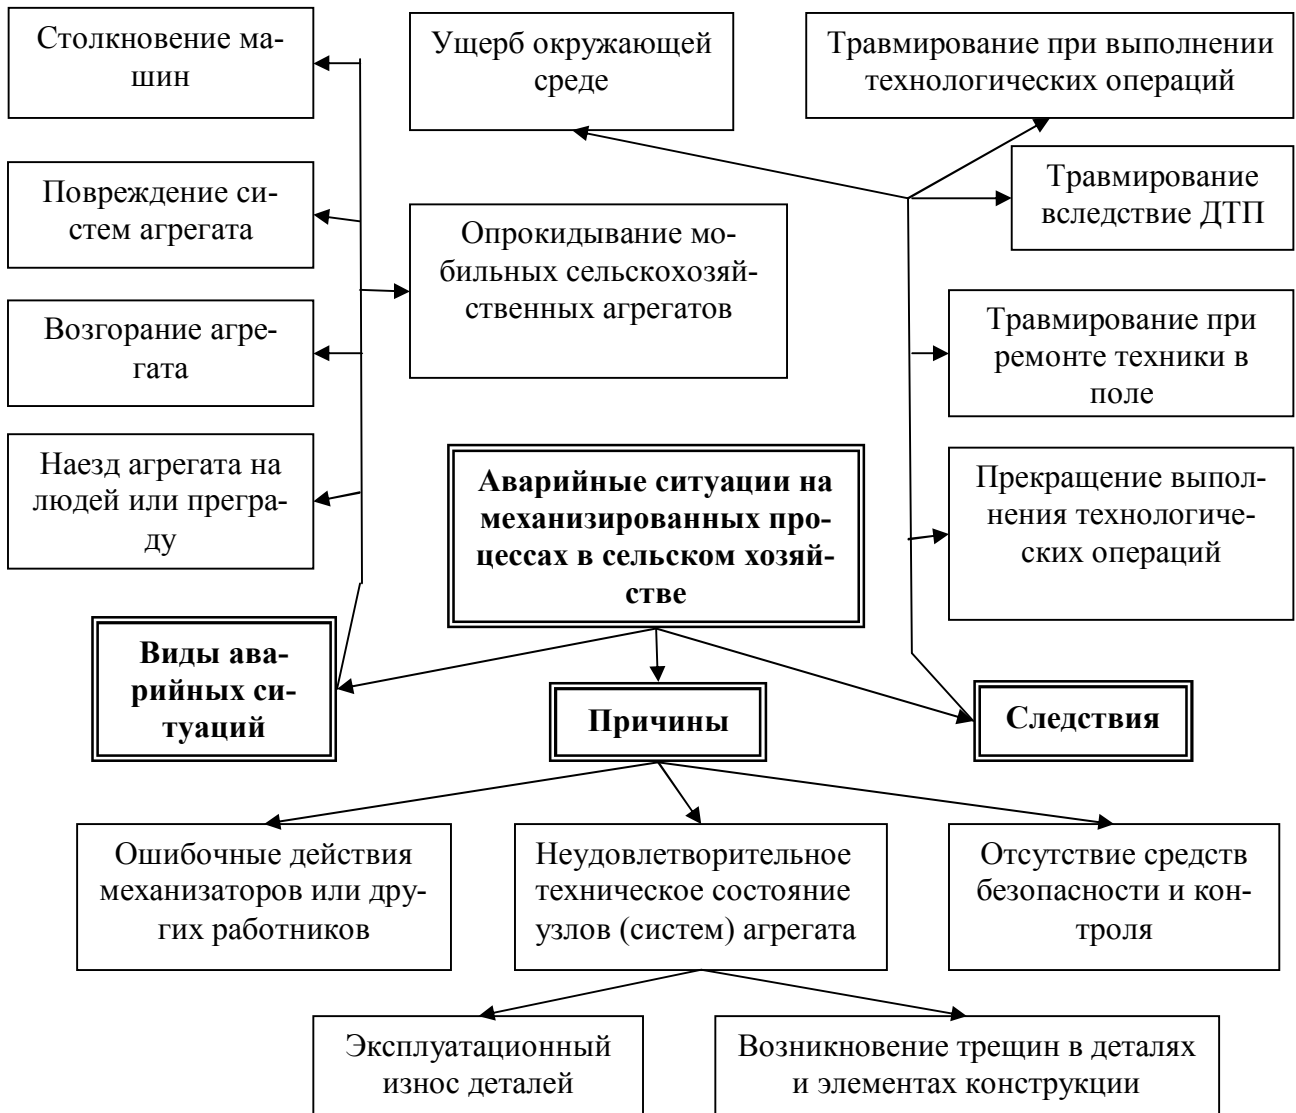 Столкновение ма-
шин
Ущерб окружающей
среде
Травмирование при выполнении
технологических операций
Повреждение си-
стем агрегата
Травмирование
вследствие ДТП
Опрокидывание мо-
бильных сельскохозяй-
ственных агрегатов
Возгорание агре-
гата
Травмирование при
ремонте техники в
поле
Наезд агрегата на
людей или прегра-
ду
Аварийные ситуации на
механизированных про-
цессах в сельском хозяй-
стве
Прекращение выпол-
нения технологиче-
ских операций
Виды ава-
рийных си-
туаций
Причины
Следствия
Ошибочные действия
механизаторов или дру-
гих работников
Неудовлетворительное
техническое состояние
узлов (систем) агрегата
Отсутствие средств
безопасности и кон-
троля
Эксплуатационный
износ деталей
Возникновение трещин в деталях
и элементах конструкции